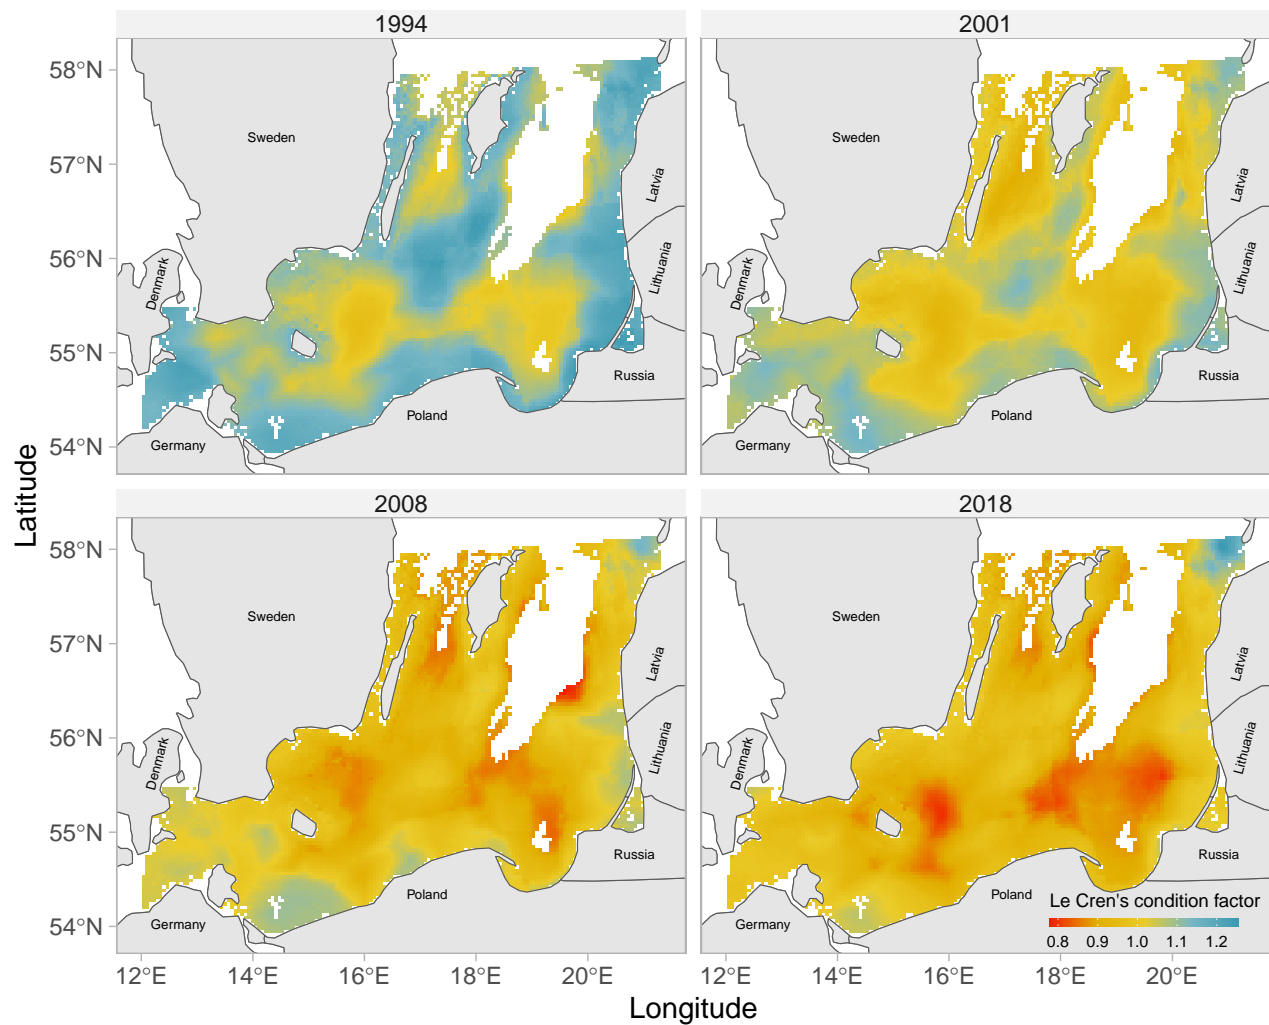 1994
2001
58°N
57°N
56°N
55°N
54°N
Sweden
Denmark
Germany
Poland
Russia
Lithuania
Latvia
Sweden
Denmark
Germany
Poland
Russia
Lithuania
Latvia
Latitude
2008
2018
58°N
57°N
56°N
55°N
54°N
Sweden
Denmark
Germany
Poland
Russia
Lithuania
Latvia
Sweden
Denmark
Germany
Poland
Russia
Lithuania
Latvia
Le Cren's condition factor
0.8 0.9 1.0 1.1 1.2
12°E 14°E 16°E 18°E 20°E
12°E 14°E 16°E 18°E 20°E
Longitude